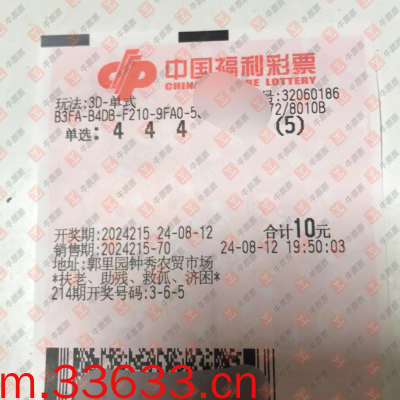 中国福利彩票
CHIN RE LOTTERY
玩法:3D-单式 号:32060186
B3FA-B4DB-F210-9FA0-5 72/8010B
单选: 4 4 4 (5)
开奖期:2024215 24-08-12 合计10元
销售期:2024215-70 24-08-12 19:50:03
地址:郭里园钟秀农贸市场
*扶老、助残、救孤、济困*
214期开奖号码:3-6-5
m.33633.cn